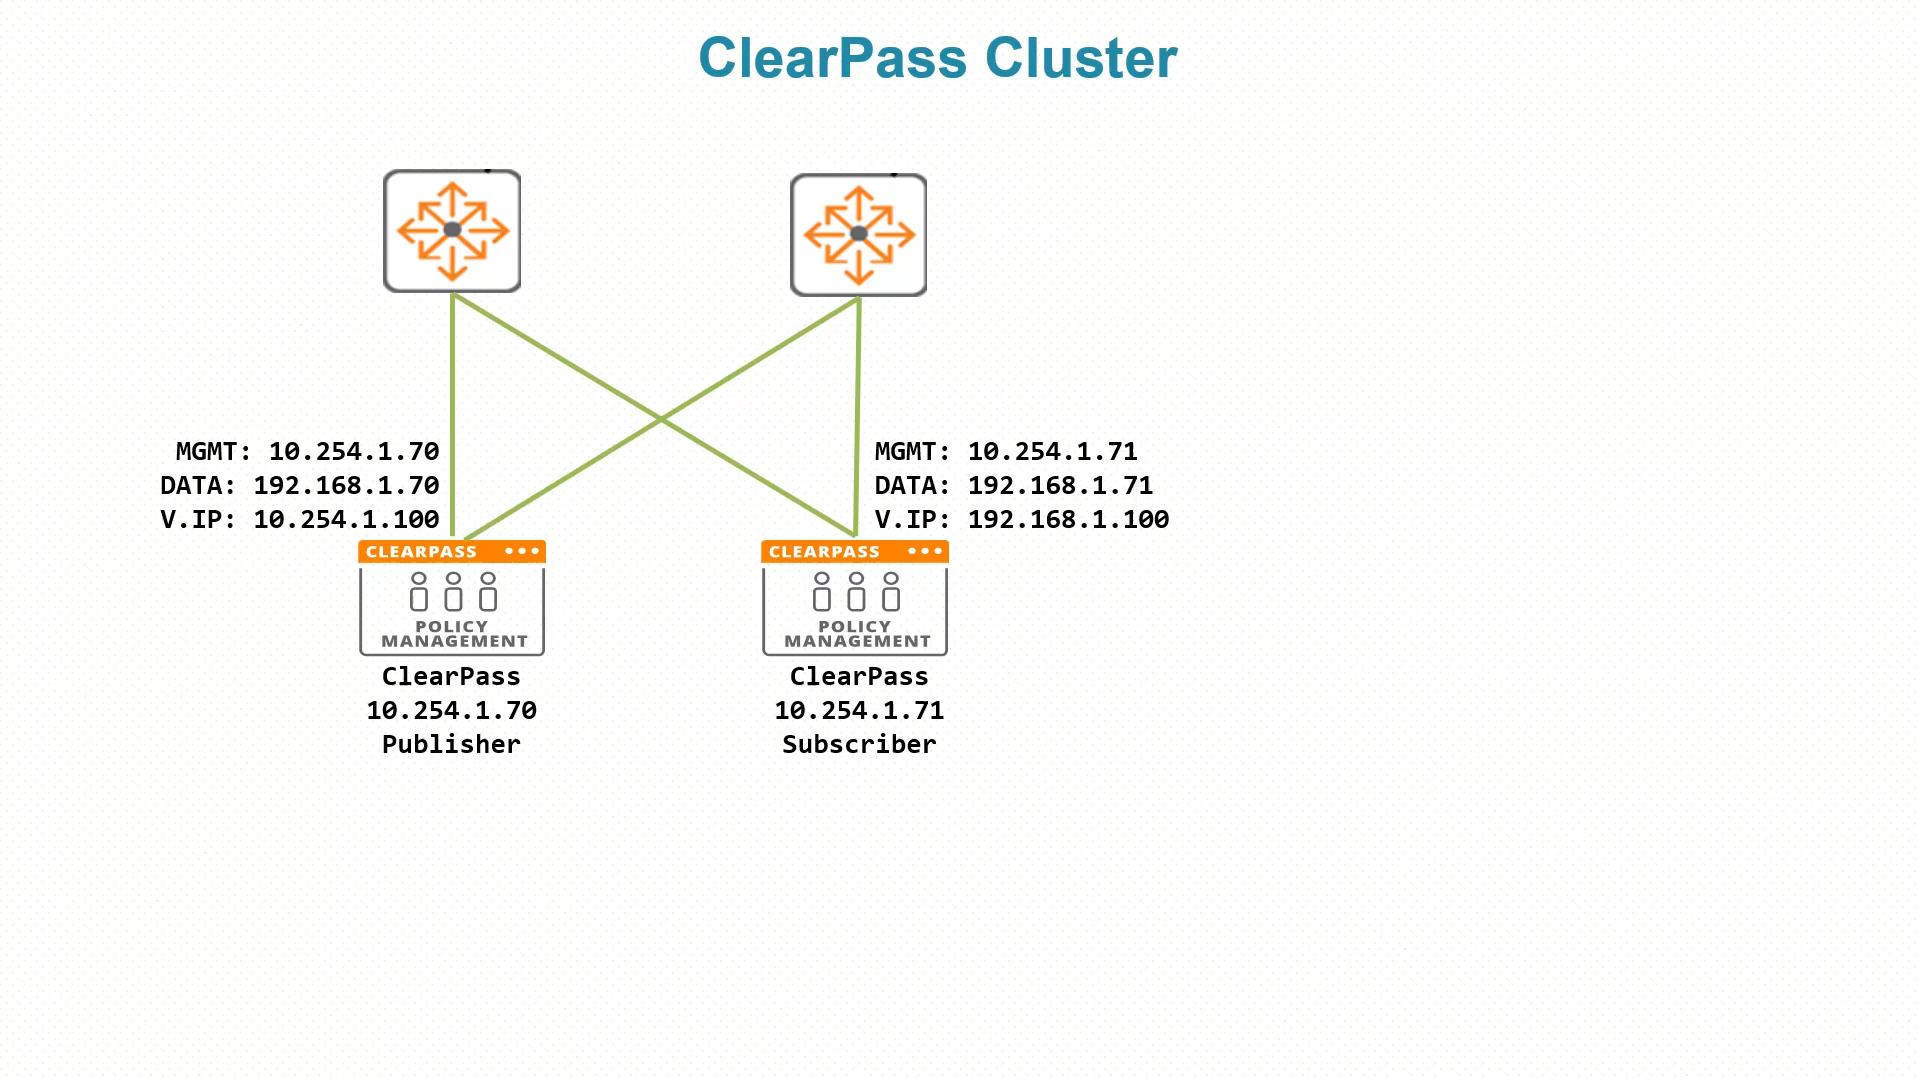 ClearPass Cluster
MGMT: 10.254.1.70
DATA: 192.168.1.70
V.IP: 10.254.1.100
MGMT: 10.254.1.71
DATA: 192.168.1.71
V.IP: 192.168.1.100
CLEARPASS
POLICY
MANAGEMENT
ClearPass
10.254.1.70
Publisher
CLEARPASS
POLICY
MANAGEMENT
ClearPass
10.254.1.71
Subscriber